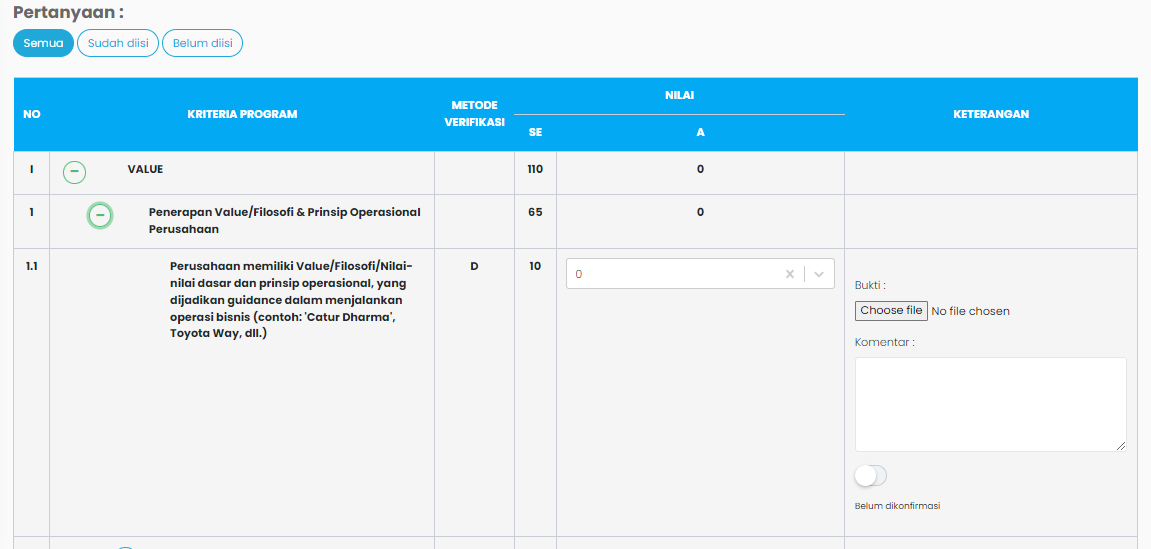 Pertanyaan :
Semua
Sudah diisi
Belum diisi
NO
KRITERIA PROGRAM
METODE
VERIFIKASI
NILAI
SE
A
KETERANGAN
I
VALUE
110
0
1
Penerapan Value/Filosofi & Prinsip Operasional
Perusahaan
65
0
1.1
Perusahaan memiliki Value/Filosofi/Nilai-
nilai dasar dan prinsip operasional, yang
dijadikan guidance dalam menjalankan
operasi bisnis (contoh: 'Catur Dharma',
Toyota Way, dll.)
D
10
0
Bukti :
Choose file No file chosen
Komentar :
Belum dikonfirmasi